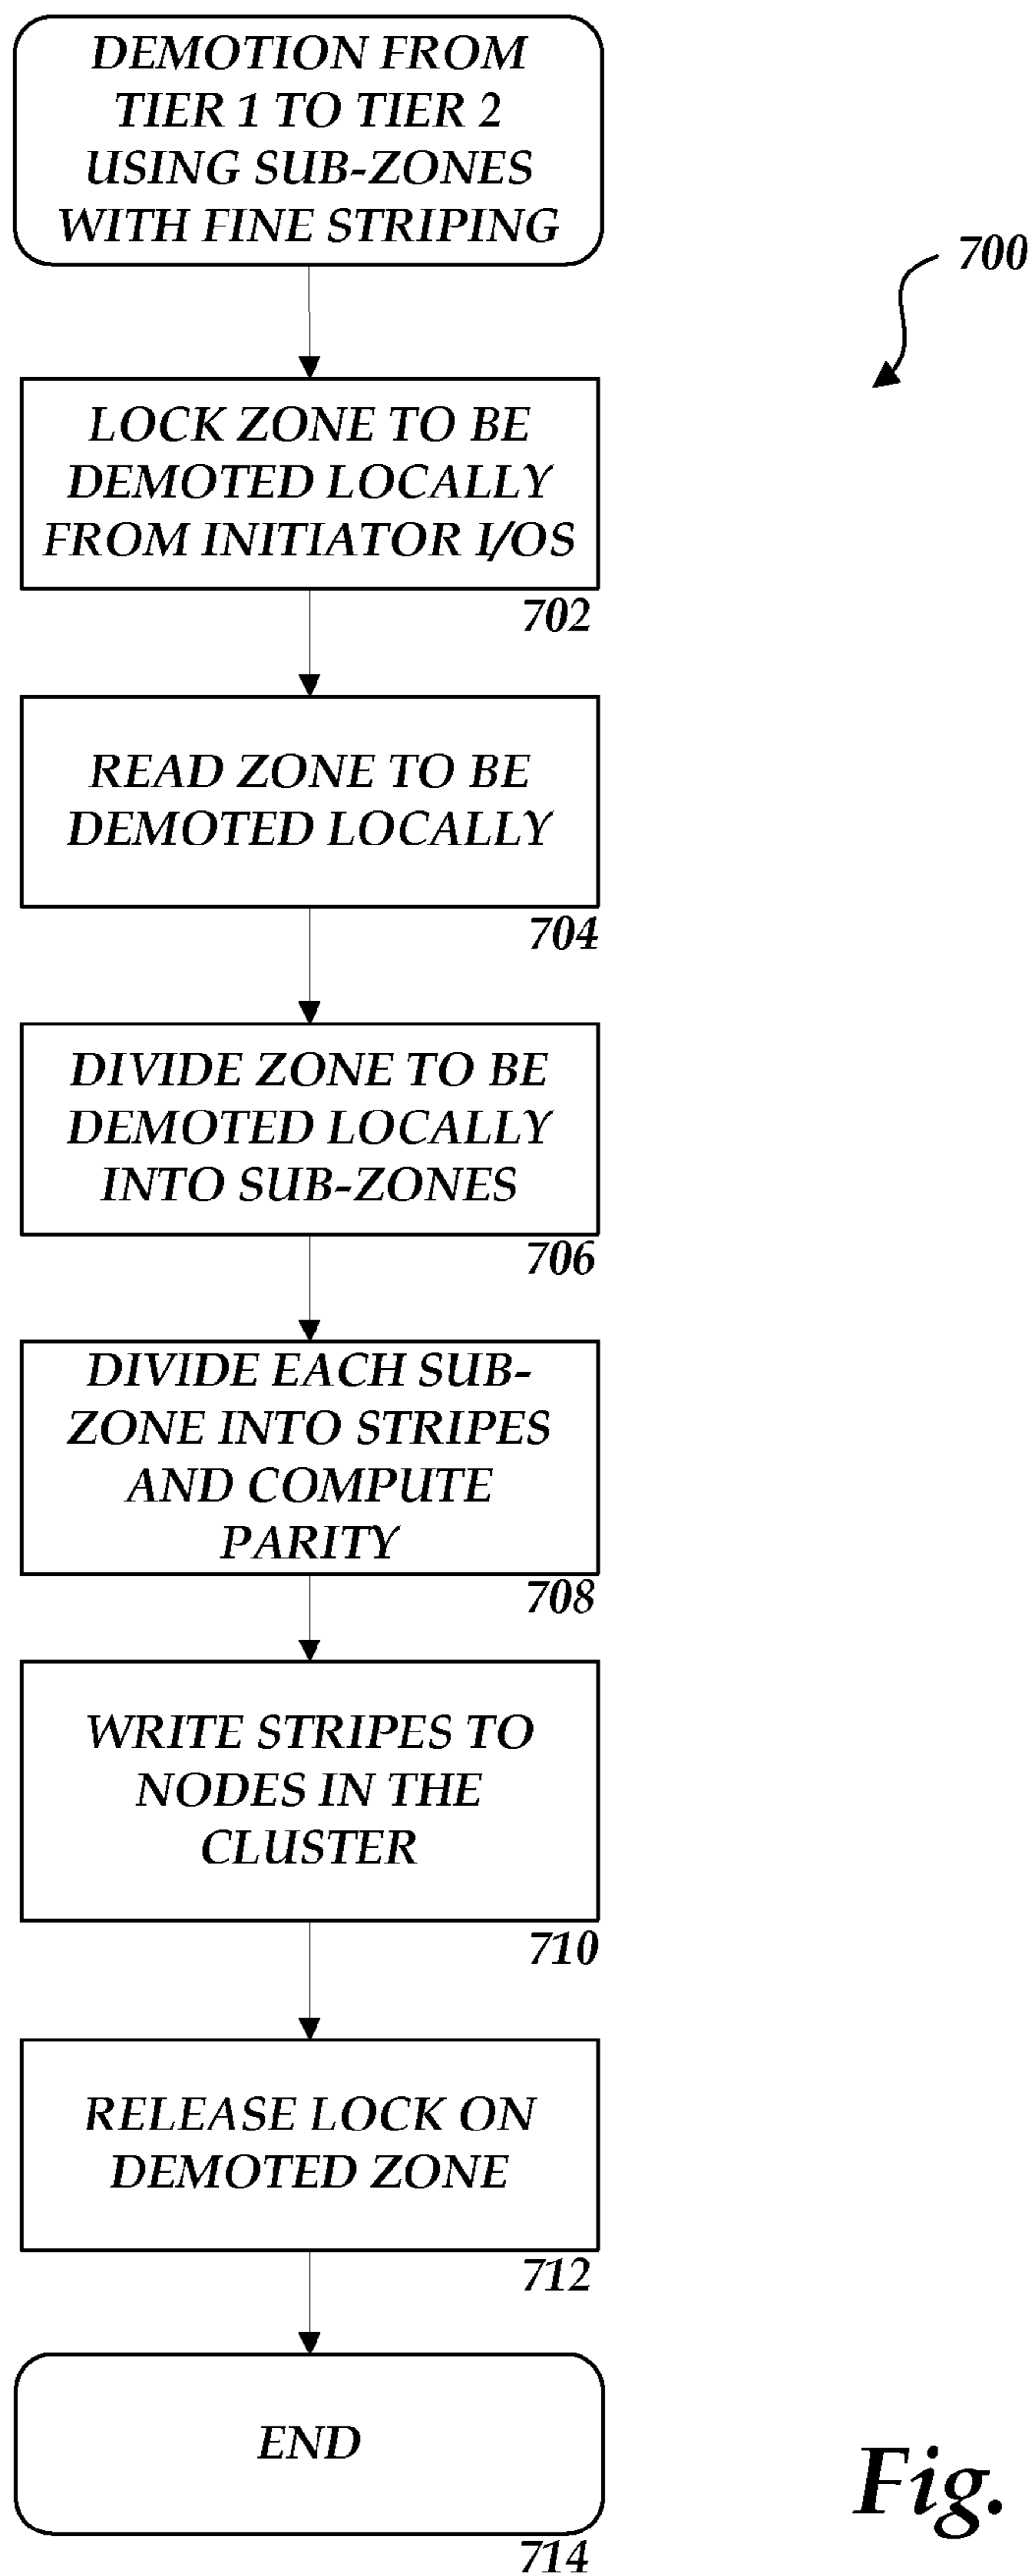 DEMOTION FROM
TIER 1 TO TIER 2
USING SUB-ZONES
WITH FINE STRIPING
700
LOCK ZONE TO BE
DEMOTED LOCALLY
FROM INITIATOR I/OS
702
READ ZONE TO BE
DEMOTED LOCALLY
704
DIVIDE ZONE TO BE
DEMOTED LOCALLY
INTO SUB-ZONES
706
DIVIDE EACH SUB-
ZONE INTO STRIPES
AND COMPUTE
PARITY
708
WRITE STRIPES TO
NODES IN THE
CLUSTER
710
RELEASE LOCK ON
DEMOTED ZONE
712
END
714
Fig.